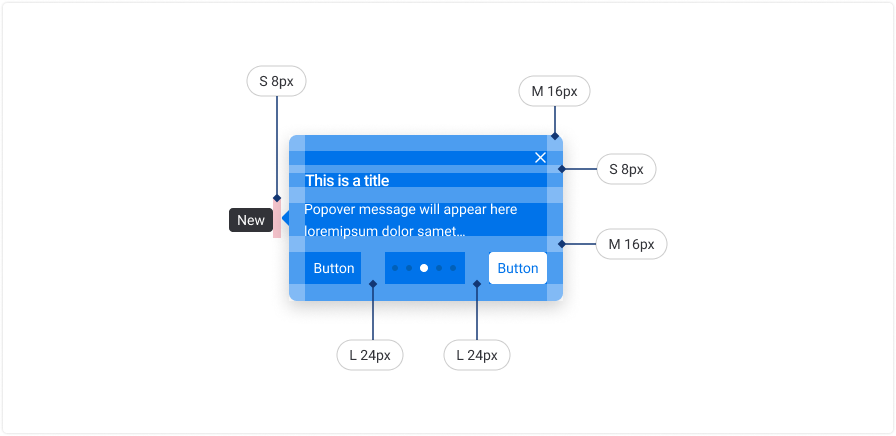 S 8px
M 16px
S 8px
This is a title
New
Popover message will appear here
loremipsum dolor samet...
M 16px
Button
Button
L 24px
L 24px